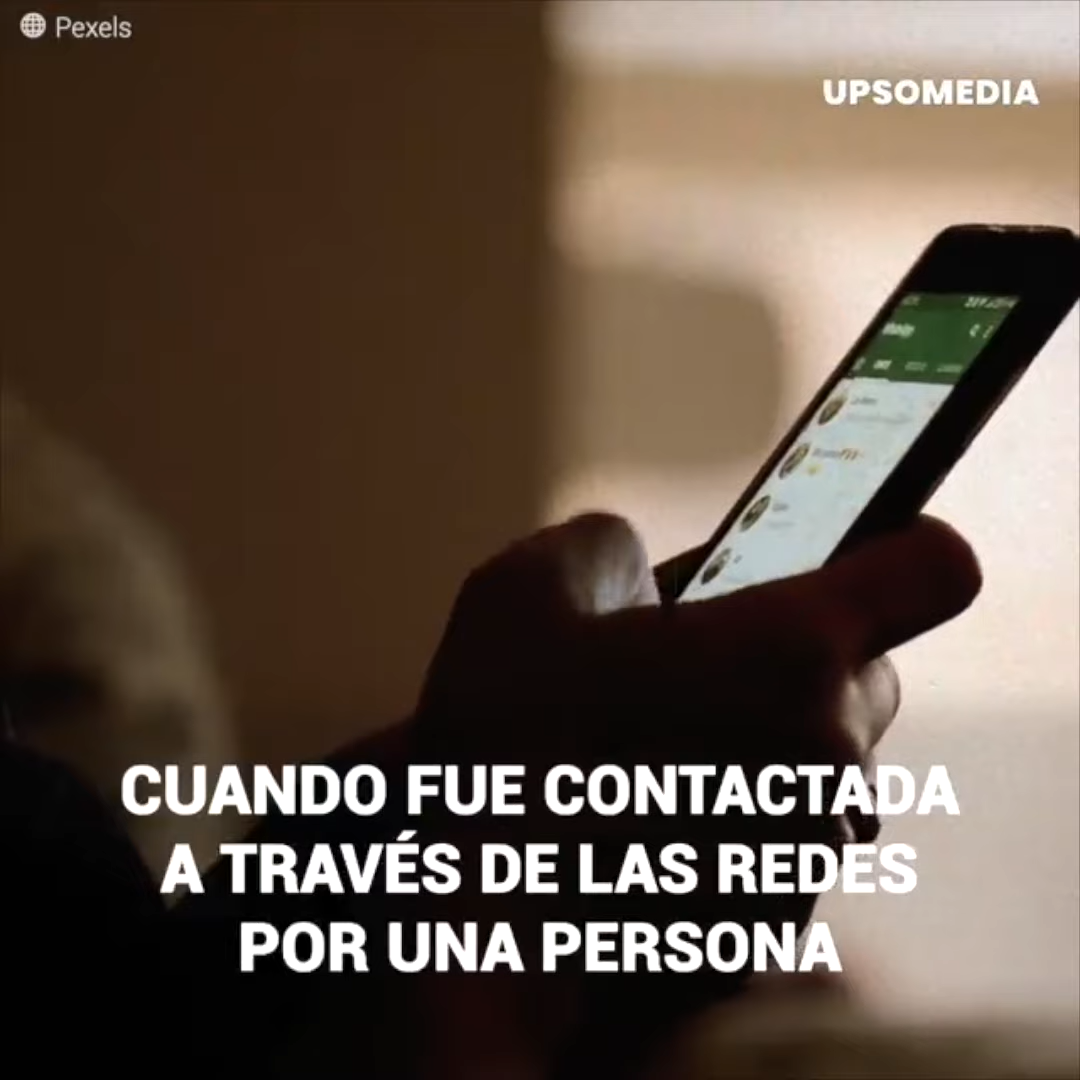 Pexels
UPSOMEDIA
CUANDO FUE CONTACTADA
A TRAVÉS DE LAS REDES
POR UNA PERSONA